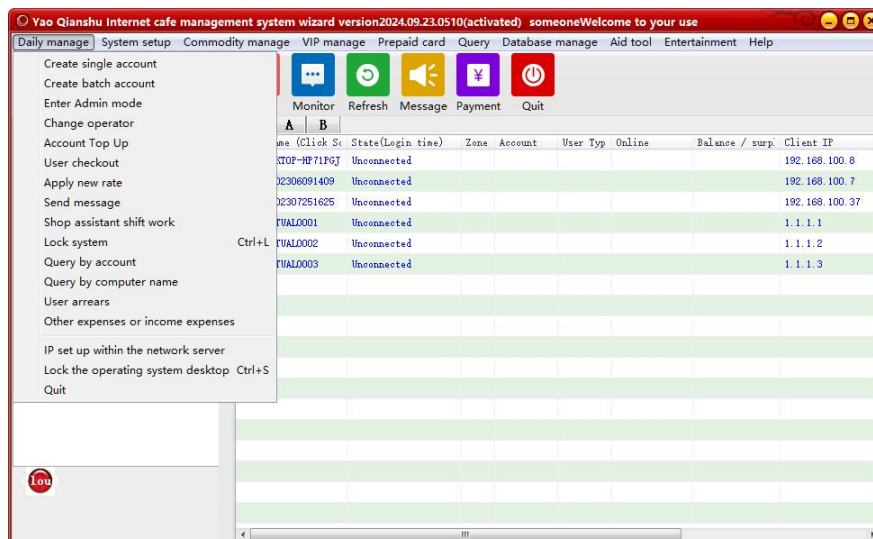 Yao Qianshu Internet cafe management system wizard version2024.09.23.0510(activated) someoneWelcome to your use
Daily manage System setup Commodity manage VIP manage Prepaid card Query Database manage Aid tool Entertainment Help
Create single account
Create batch account
Enter Admin mode
Change operator
Account Top Up
User checkout
Apply new rate
Send message
Shop assistant shift work
Lock system Ctrl+L
Query by account
Query by computer name
User arrears
Other expenses or income expenses
IP set up within the network server
Lock the operating system desktop Ctrl+S
Quit
Monitor Refresh Message Payment Quit
A B
(Click State(Login time) Zone Account User Typ Online Balance / surp Client IP
KTOP-HP71PGJ Unconnected 192.168.100.8
02306091409 Unconnected 192.168.100.7
02307251625 Unconnected 192.168.100.37
TUAL0001 Unconnected 1.1.1.1
TUAL0002 Unconnected 1.1.1.2
TUAL0003 Unconnected 1.1.1.3
lou